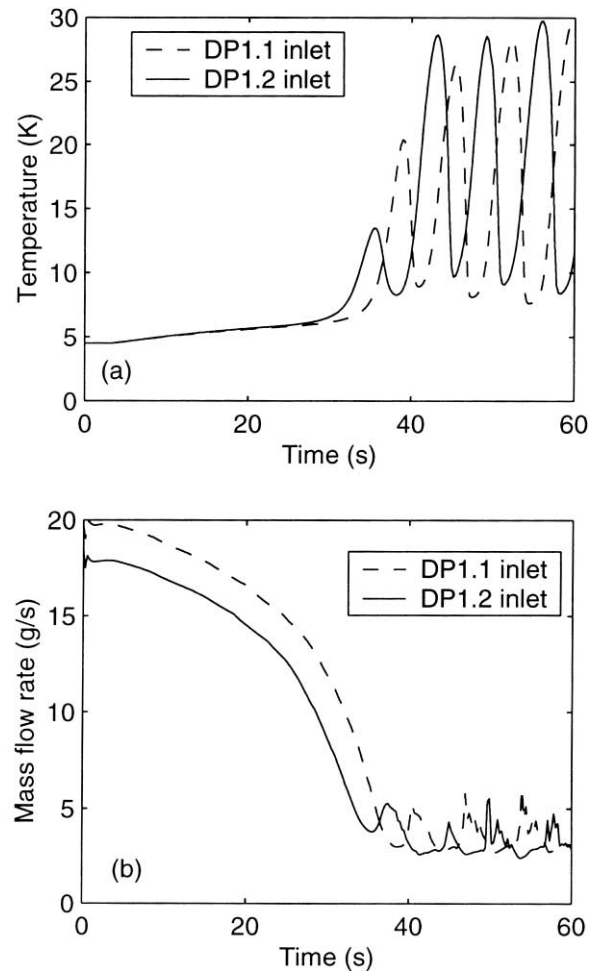 30
25
20
15
10
5
0
Temperature (K)
DP1.1 inlet
DP1.2 inlet
(a)
0
20
40
60
Time (s)
20
15
10
5
0
Mass flow rate (g/s)
DP1.1 inlet
DP1.2 inlet
(b)
0
20
40
60
Time (s)